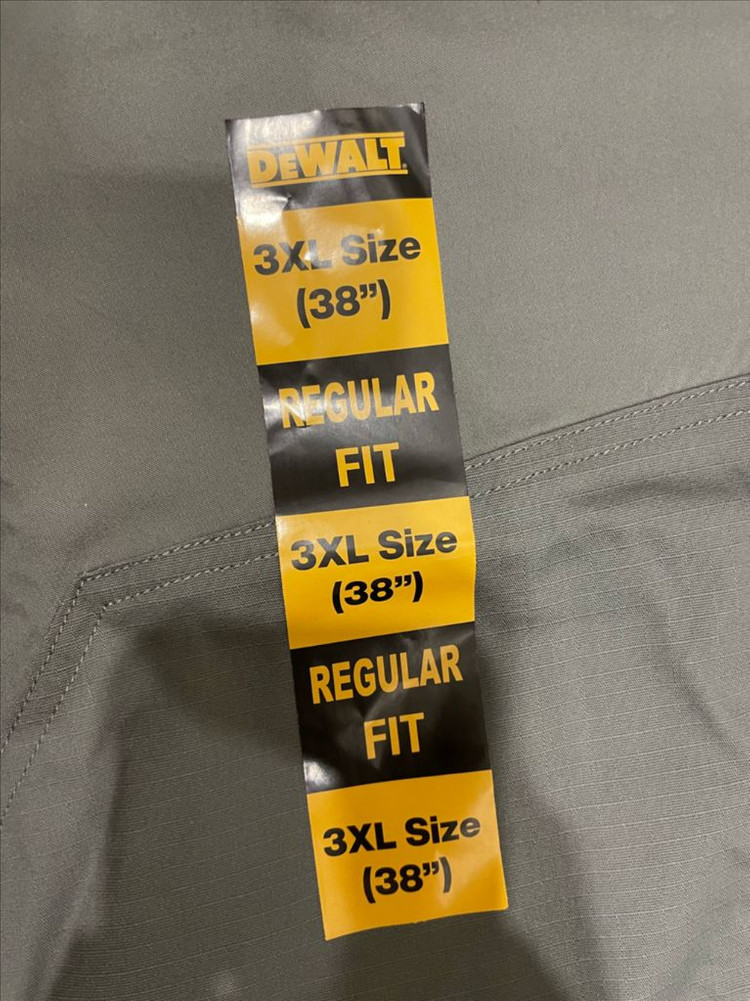 DEWALT
3XL Size
(38”)
REGULAR
FIT
3XL Size
(38”)
REGULAR
FIT
3XL Size
(38”)